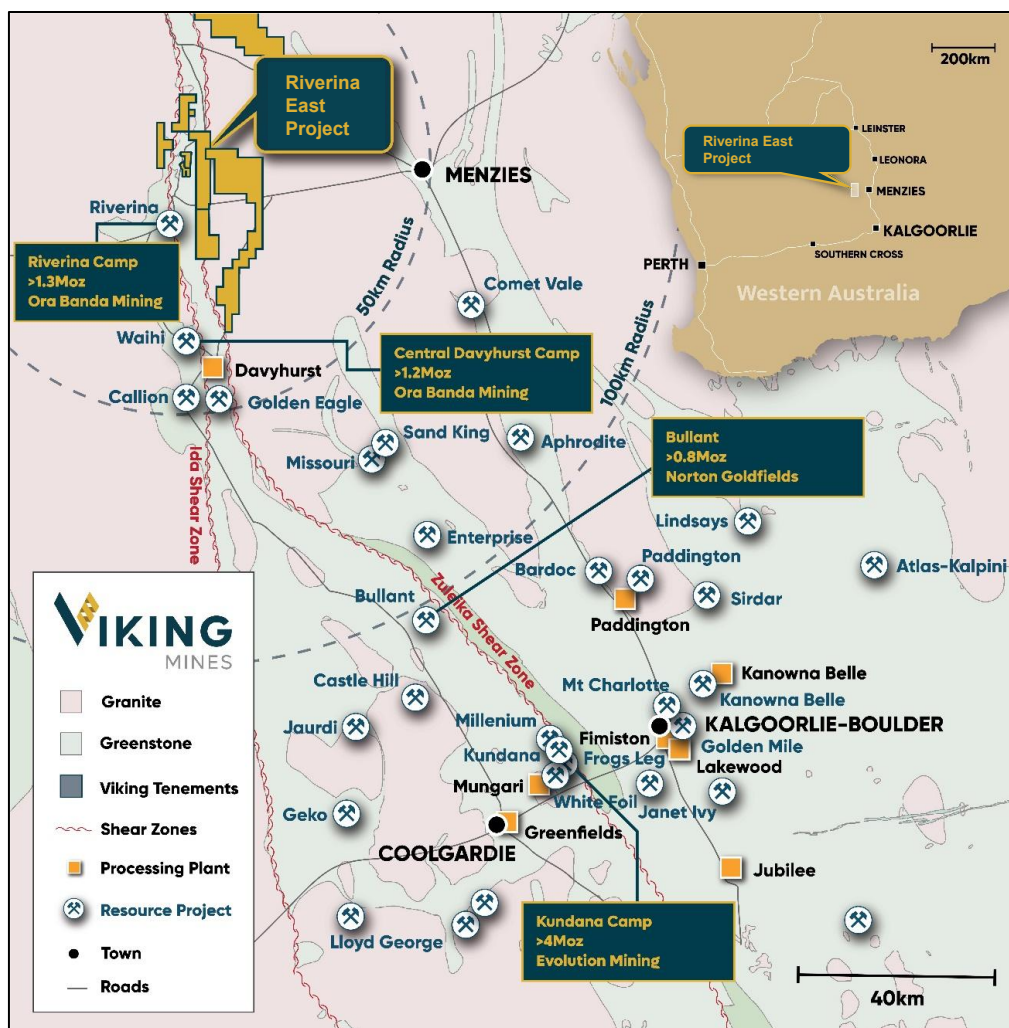 Riverina
East
Project
200km
LEINSTER
Riverina East
Project
LEONORA
MENZIES
KALGOORLIE
SOUTHERN CROSS
PERTH
Western Australia
MENZIES
Riverina
Riverina Camp
>1.3Moz
Ora Banda Mining
50km Radius
Comet Vale
100km Radius
Waihi
Central Davyhurst Camp
>1.2Moz
Ora Banda Mining
Davyhurst
Callion
Golden Eagle
Sand King
Missouri
Aphrodite
Bullant
>0.8Moz
Norton Goldfields
Ida Shear Zone
Lindsays
Enterprise
Bardoc
Paddington
Atlas-Kalpini
Zuleika Shear Zone
Sirdar
Bullant
Paddington
VIKING
MINES
Granite
Greenstone
Viking Tenements
Shear Zones
Processing Plant
Resource Project
Town
Roads
Kanowna Belle
Castle Hill
Mt Charlotte
Kanowna Belle
Jaurdi
Millenium
Fimiston
KALGOORLIE-BOULDER
Kundana
Frogs Leg
Golden Mile
Lakewood
Mungari
White Foil
Janet Ivy
Geko
Greenfields
COOLGARDIE
Jubilee
Lloyd George
Kundana Camp
>4Moz
Evolution Mining
40km